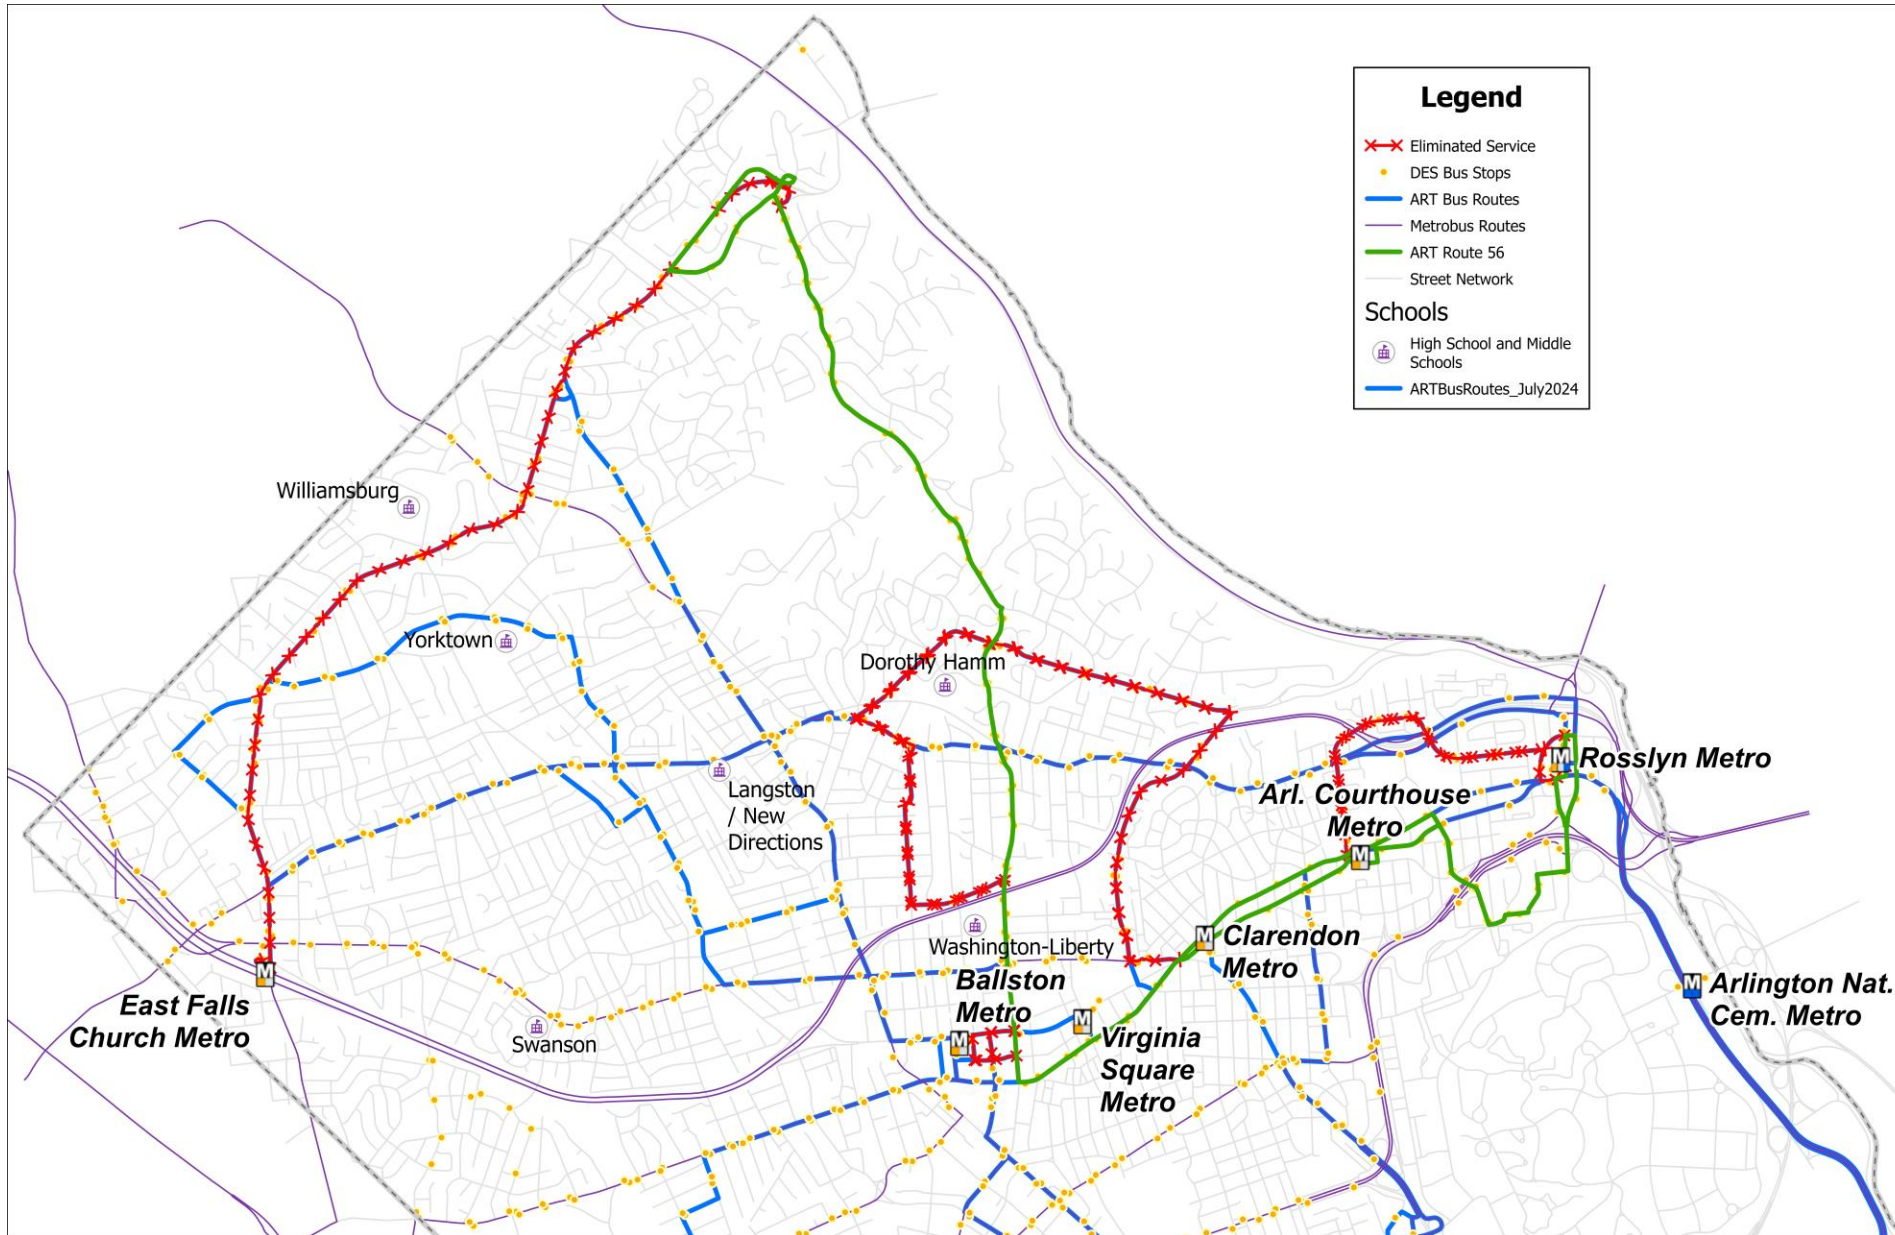 Legend
Eliminated Service
DES Bus Stops
ART Bus Routes
Metrobus Routes
ART Route 56
Street Network
Schools
High School and Middle
Schools
ARTBusRoutes_July2024
Williamsburg
Yorktown
Dorothy Hamm
Langston
/ New
Directions
Rosslyn Metro
Arl. Courthouse
Metro
Washington-Liberty
Clarendon
Metro
Ballston
Metro
East Falls
Church Metro
Swanson
Virginia
Square
Metro
Arlington Nat.
Cem. Metro
M
M
M
M
M
M
M